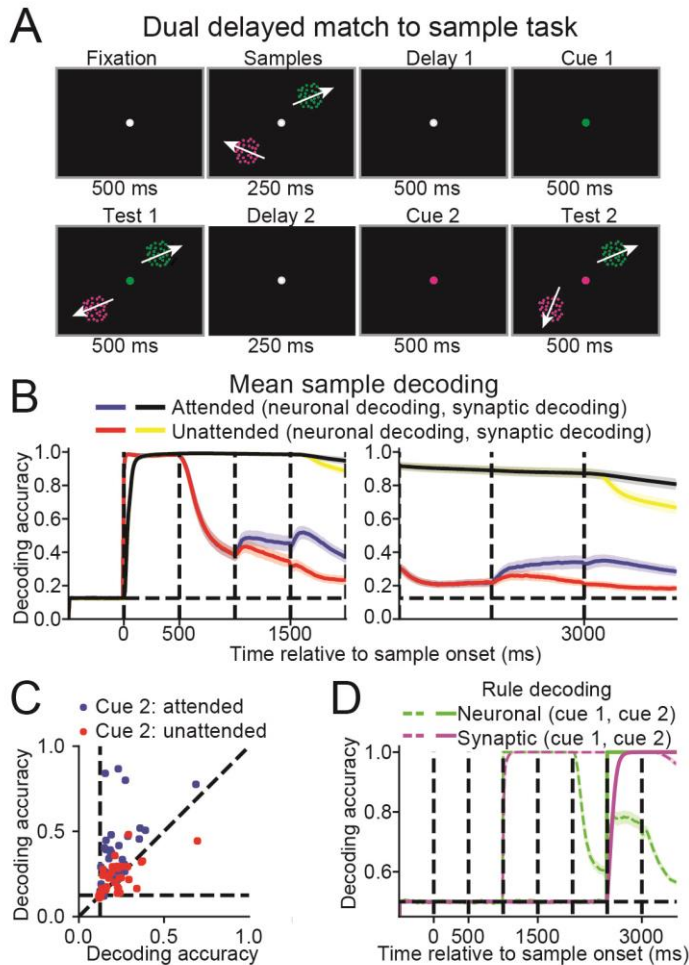 A
Dual delayed match to sample task
Fixation Samples Delay 1 Cue 1
500 ms 250 ms 500 ms 500 ms
Test 1 Delay 2 Cue 2 Test 2
500 ms 250 ms 500 ms 500 ms
B
Mean sample decoding
Attended (neuronal decoding, synaptic decoding)
Unattended (neuronal decoding, synaptic decoding)
Decoding accuracy
1.0
0.8
0.6
0.4
0.2
0.0
0 500 1500
1.0
0.8
0.6
0.4
0.2
0.0
3000
Time relative to sample onset (ms)
C
Cue 2: attended
Cue 2: unattended
Decoding accuracy
1.0
0.5
0.0
0.0 0.5 1.0
Decoding accuracy
D
Rule decoding
Neuronal (cue 1, cue 2)
Synaptic (cue 1, cue 2)
Decoding accuracy
1.0
0.8
0.6
0 500 1500 3000
Time relative to sample onset (ms)